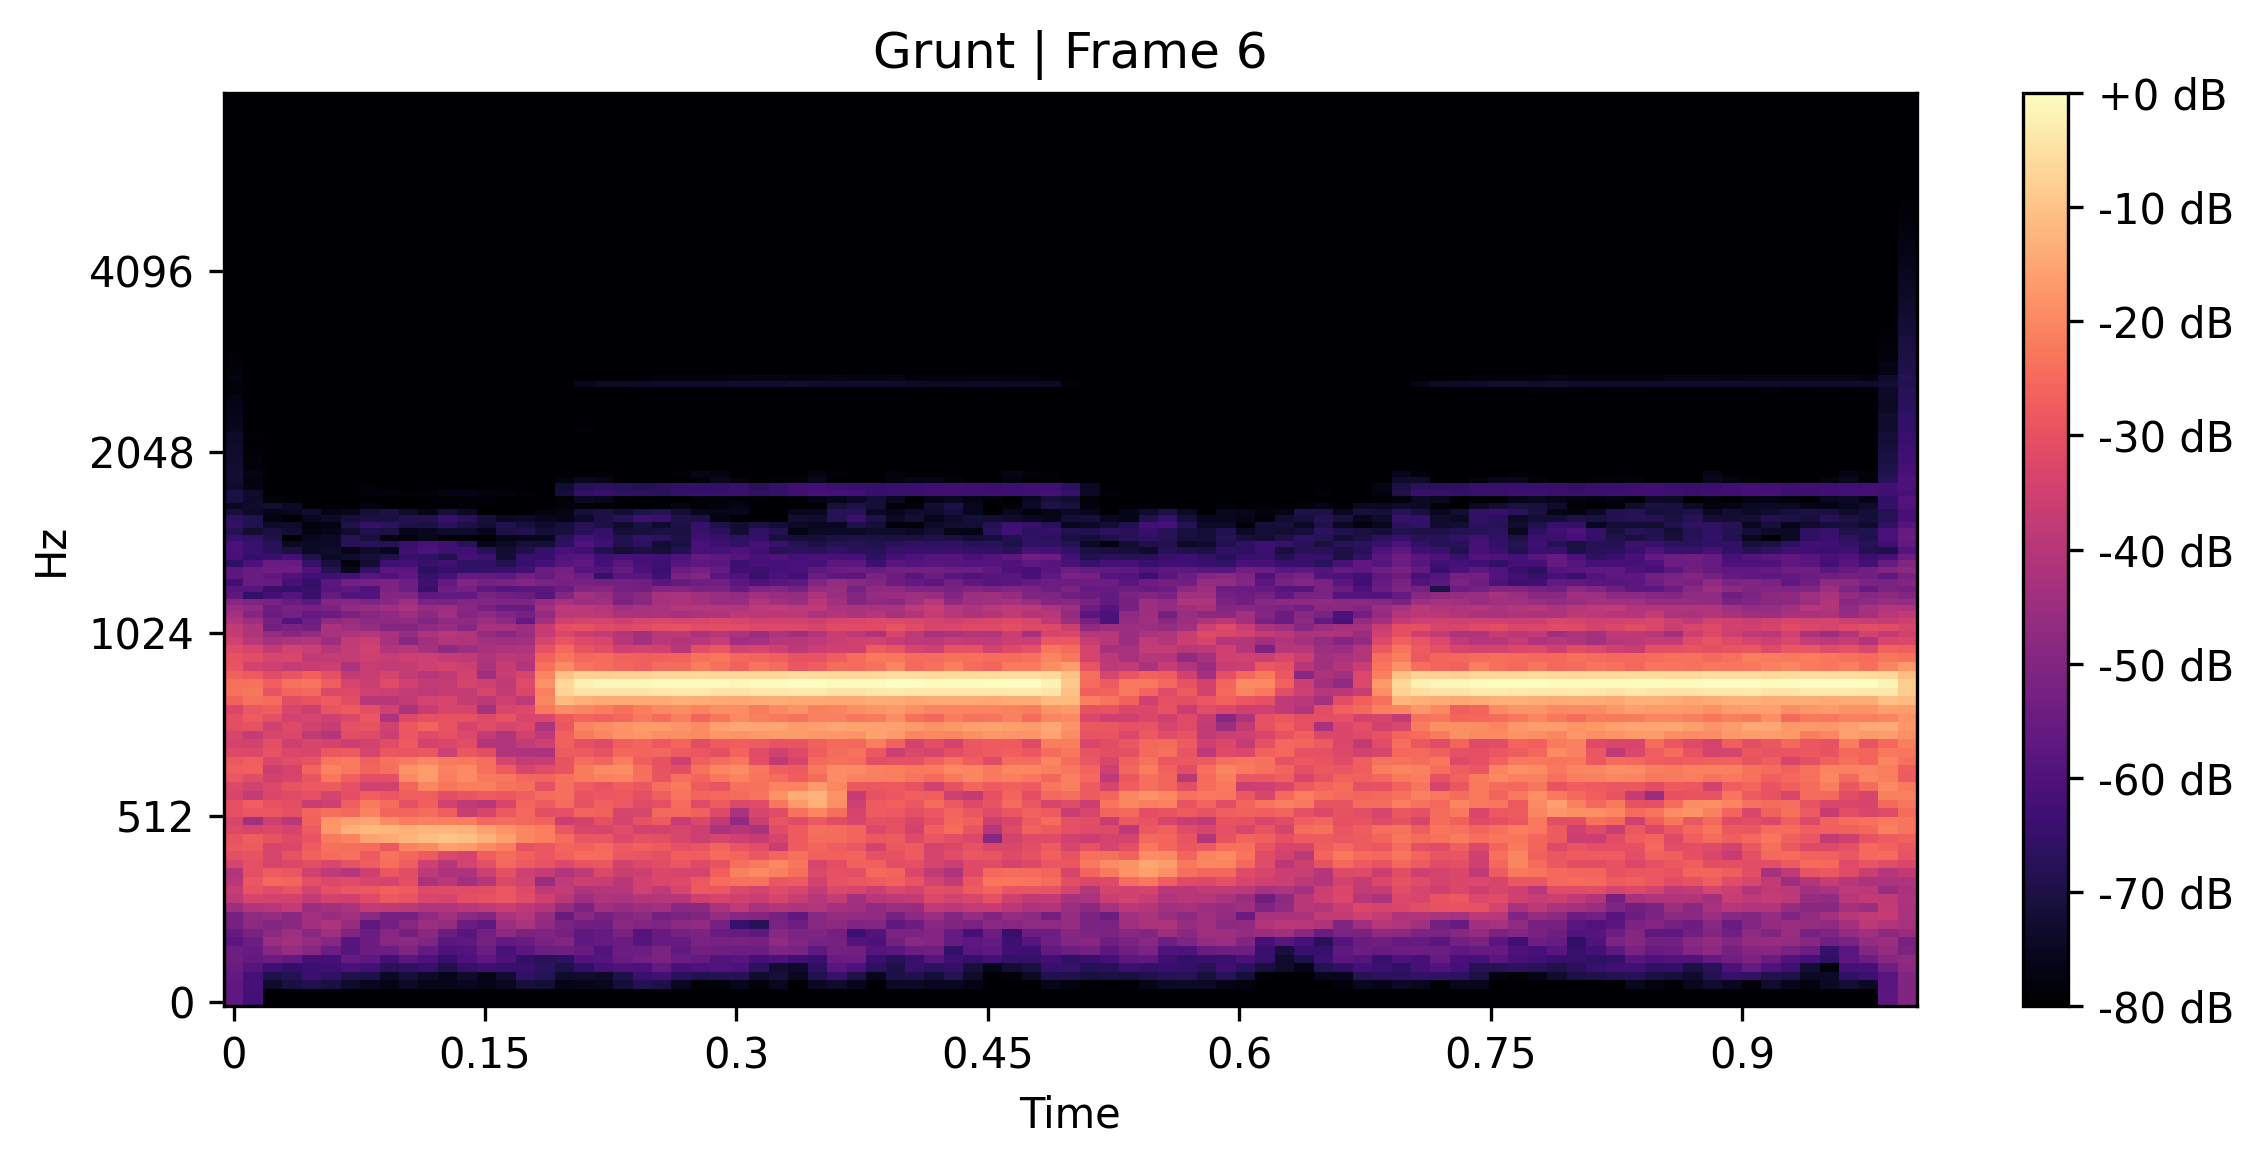 Grunt | Frame 6
+0 dB
-10 dB
-20 dB
-30 dB
-40 dB
-50 dB
-60 dB
-70 dB
-80 dB
Hz
4096
2048
1024
512
0
0 0.15 0.3 0.45 0.6 0.75 0.9
Time